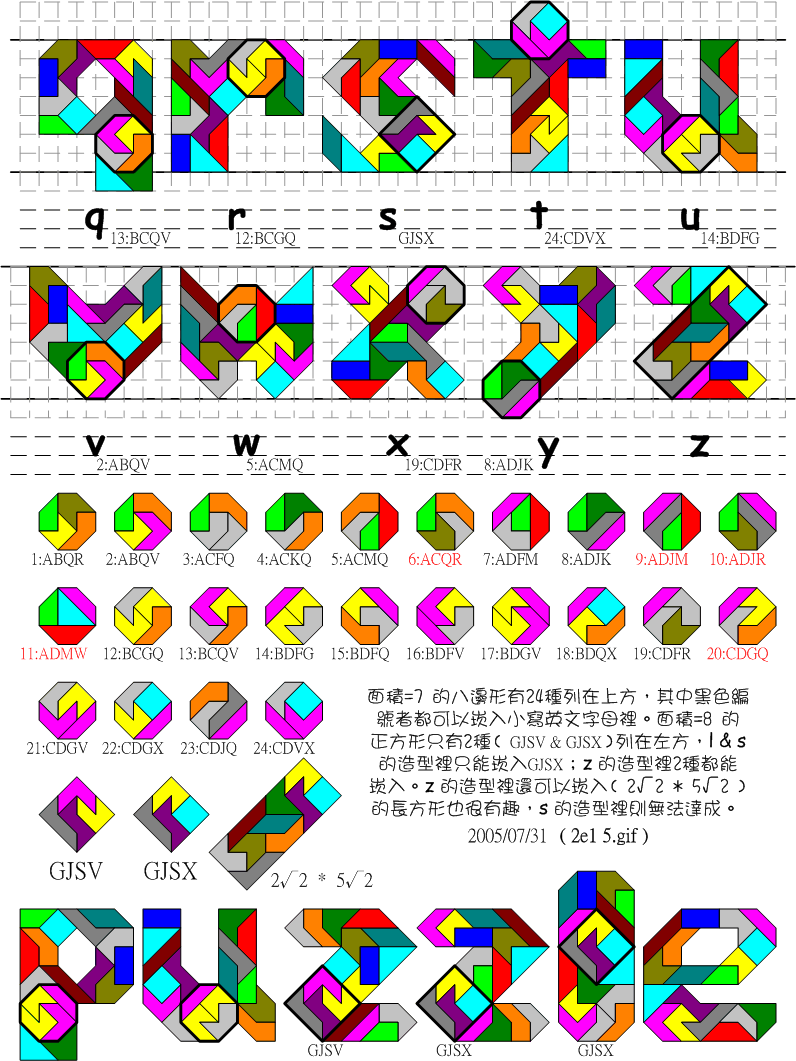 q r s t u
13:BCQV 12:BCGQ GJSX 24:CDVX 14:BDFG
v w x y z
2:ABQV 5:ACMQ 19:CDFR 8:ADJK
1:ABQR 2:ABQV 3:ACFQ 4:ACKQ 5:ACMQ 6:ACQR 7:ADFM 8:ADJK 9:ADJM 10:ADJR
11:ADMW 12:BCGQ 13:BCQV 14:BDFG 15:BDFQ 16:BDFV 17:BDGV 18:BDQX 19:CDFR 20:CDGQ
21:CDGV 22:CDGX 23:CDJQ 24:CDVX
面積=7 的八邊形有24種列在上方，其中黑色編
號者都可以崁入小寫英文字母裡。面積=8 的
正方形只有2種( GJSV & GJSX )列在左方，l & s
的造型裡只能崁入GJSX；z 的造型裡2種都能
崁入。z 的造型裡還可以崁入( 2√2 * 5√2 )
的長方形也很有趣，s 的造型裡則無法達成。
2005/07/31 ( 2e1 5.gif )
GJSV GJSX 2√2 * 5√2
GJSV GJSX GJSX